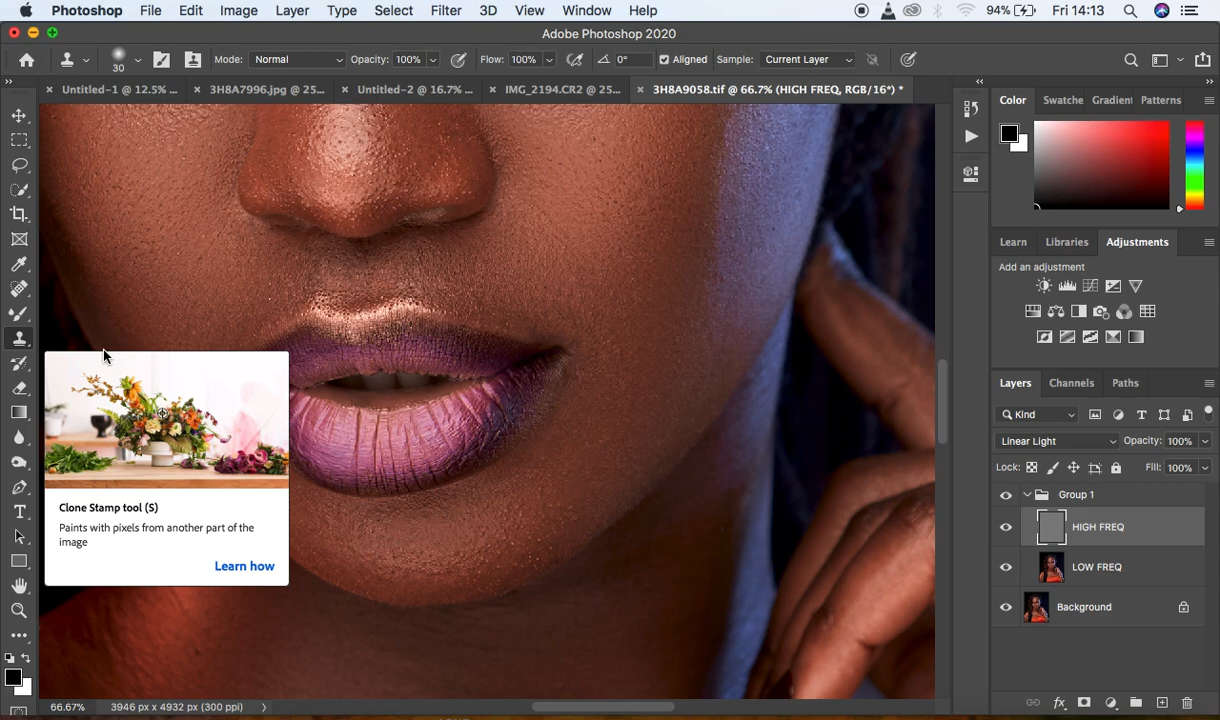 Photoshop File Edit Image Layer Type Select Filter 3D View Window Help 94% Fri 14:13
Adobe Photoshop 2020
30 Mode: Normal Opacity: 100% Flow: 100% 0° Aligned Sample: Current Layer
Untitled-1 @ 12.5% ... 3H8A7996.jpg @ 25... Untitled-2 @ 16.7% ... IMG_2194.CR2 @ 25... 3H8A9058.tif @ 66.7% (HIGH FREQ, RGB/16*) *
Color Swatche Gradient Patterns
Learn Libraries Adjustments
Add an adjustment
Clone Stamp tool (S)
Paints with pixels from another part of the
image
Learn how
Layers Channels Paths
Kind
Linear Light Opacity: 100%
Lock: Fill: 100%
Group 1
HIGH FREQ
LOW FREQ
Background
66.67% 3946 px x 4932 px (300 ppi)